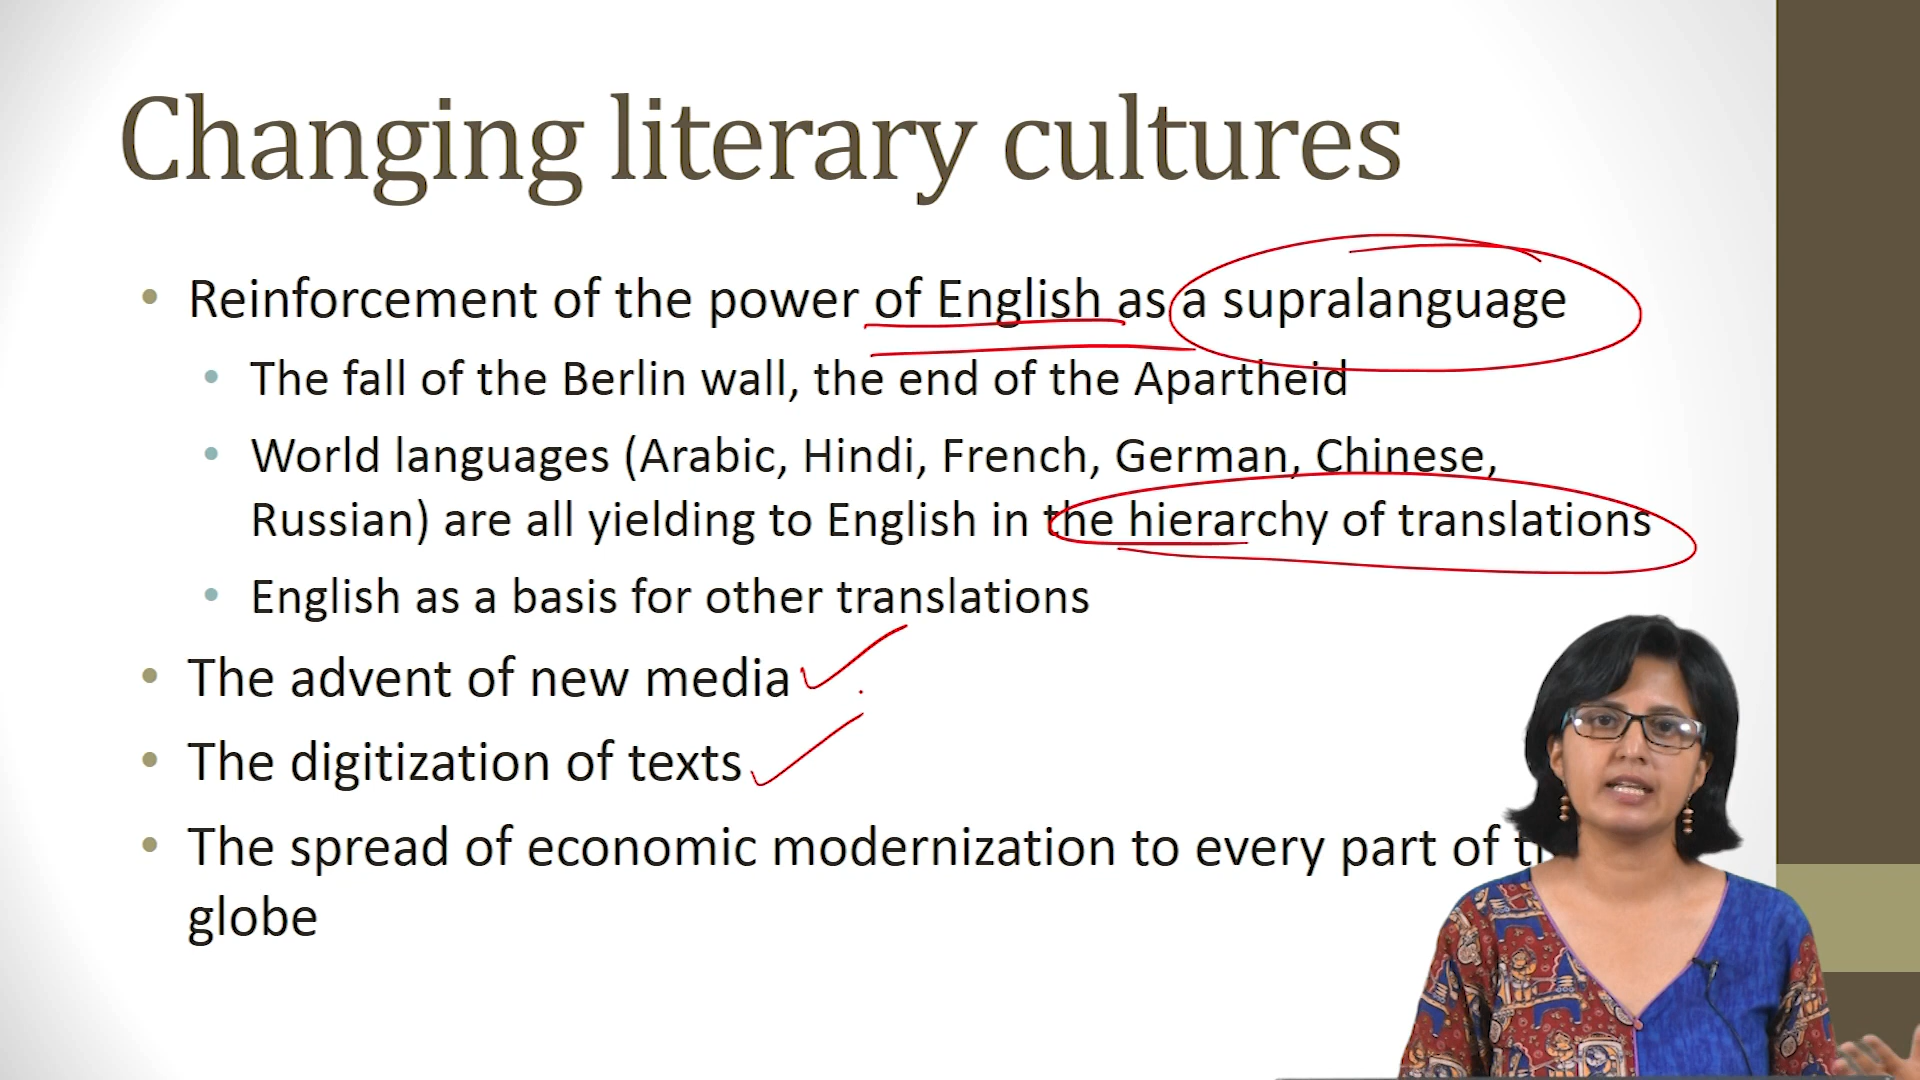 Changing literary cultures
• Reinforcement of the power of English as a supralanguage
• The fall of the Berlin wall, the end of the Apartheid
• World languages (Arabic, Hindi, French, German, Chinese,
Russian) are all yielding to English in the hierarchy of translations
• English as a basis for other translations
• The advent of new media
• The digitization of texts
• The spread of economic modernization to every part of
globe